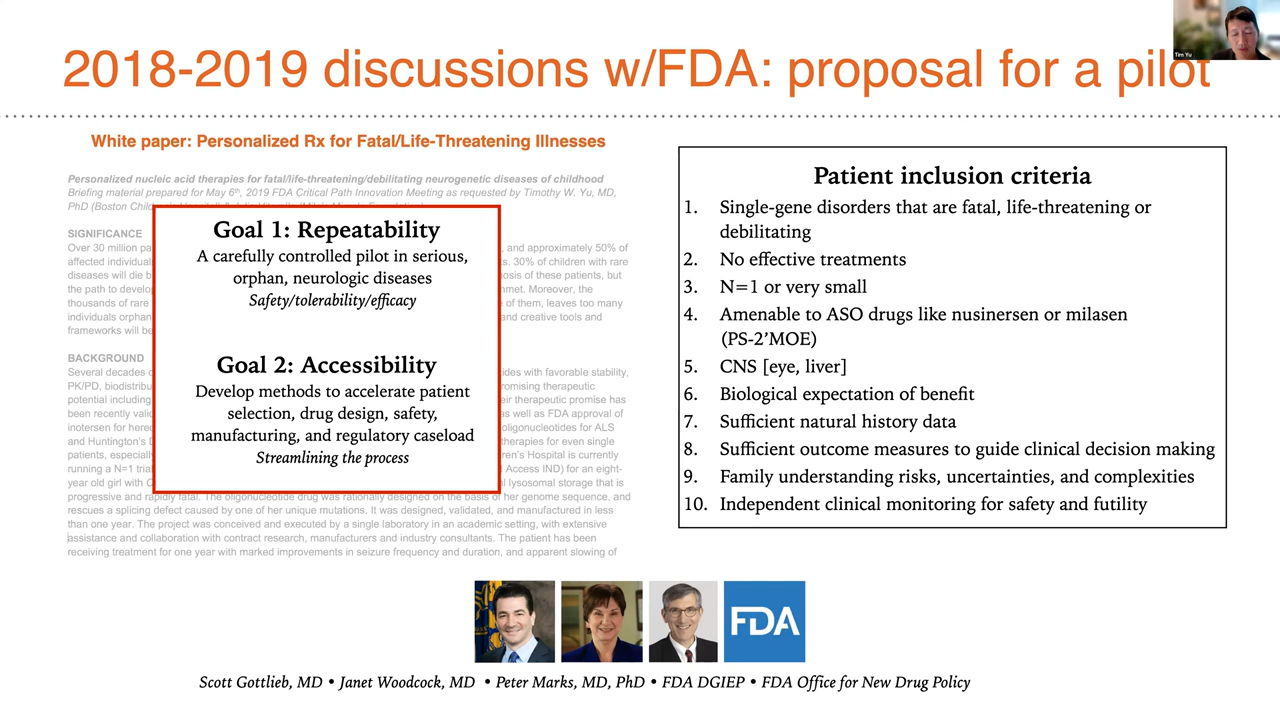 Tim Yu
2018-2019 discussions w/FDA: proposal for a pilot
White paper: Personalized Rx for Fatal/Life-Threatening Illnesses
Personalized nucleic acid therapies for fatal/life-threatening/debilitating neurogenetic diseases of childhood
Briefing material prepared for May 6th, 2019 FDA Critical Path Innovation Meeting as requested by Timothy W. Yu, MD,
PhD (Boston
SIGNIFICANCE
Over 30 million and approximately 50% of
affected 30% of children with rare
diseases will die of these patients, but
the path to Moreover, the
thousands of rare of them, leaves too many
individuals and creative tools and
frameworks will
BACKGROUND
Several decades with favorable stability,
PK/PD, therapeutic
potential including their therapeutic promise has
been recently as well as FDA approval of
inotersen for oligonucleotides for ALS
and Huntington's therapies for even single
patients, Hospital is currently
running a N=1 Access IND) for an eight-
year old girl with lysosomal storage that is
progressive and rapidly fatal. The oligonucleotide drug was rationally designed on the basis of her genome sequence, and
rescues a splicing defect caused by one of her unique mutations. It was designed, validated, and manufactured in less
than one year. The project was conceived and executed by a single laboratory in an academic setting, with extensive
assistance and collaboration with contract research, manufacturers and industry consultants. The patient has been
receiving treatment for one year with marked improvements in seizure frequency and duration, and apparent slowing of
Goal 1: Repeatability
A carefully controlled pilot in serious,
orphan, neurologic diseases
Safety/tolerability/efficacy
Goal 2: Accessibility
Develop methods to accelerate patient
selection, drug design, safety,
manufacturing, and regulatory caseload
Streamlining the process
Patient inclusion criteria
1. Single-gene disorders that are fatal, life-threatening or
debilitating
2. No effective treatments
3. N=1 or very small
4. Amenable to ASO drugs like nusinersen or milasen
(PS-2’MOE)
5. CNS [eye, liver]
6. Biological expectation of benefit
7. Sufficient natural history data
8. Sufficient outcome measures to guide clinical decision making
9. Family understanding risks, uncertainties, and complexities
10. Independent clinical monitoring for safety and futility
FDA
Scott Gottlieb, MD • Janet Woodcock, MD • Peter Marks, MD, PhD • FDA DGIEP • FDA Office for New Drug Policy